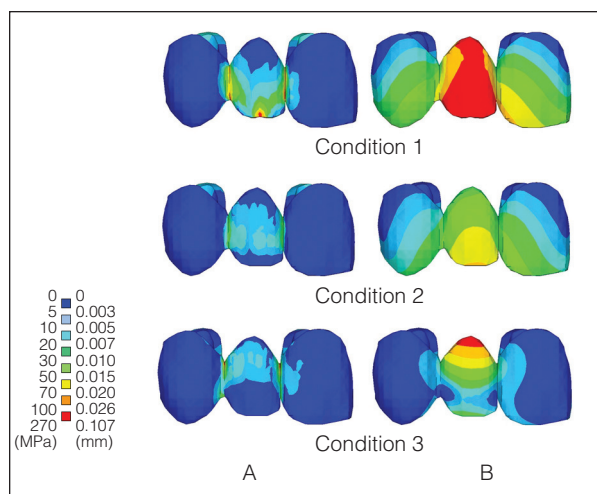 Condition 1
Condition 2
0 0
5 0.003
10 0.005
20 0.007
30 0.010
50 0.015
70 0.020
100 0.026
270 0.107
(MPa) (mm)
Condition 3
A B